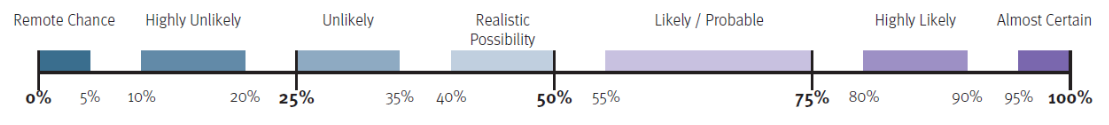 Remote Chance Highly Unlikely Unlikely Realistic Likely / Probable Highly Likely Almost Certain
Possibility
0% 5% 10% 20% 25% 35% 40% 50% 55% 75% 80% 90% 95% 100%